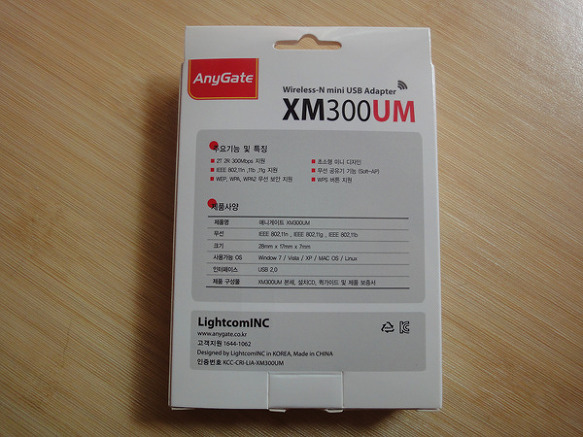 AnyGate
Wireless-N mini USB Adapter
XM300UM
주요기능 및 특징
2T 2R 300Mbps 지원
초소형 미니 디자인
IEEE 802.11n ,11b ,11g 지원
무선 공유기 기능 (Soft-AP)
WEP, WPA, WPA2 무선 보안 지원
WPS 버튼 지원
제품사양
제품명 애니게이트 XM300UM
무선 IEEE 802.11n , IEEE 802.11g , IEEE 802.11b
크기 28mm x 17mm x 7mm
사용가능 OS Window 7 / Vista / XP / MAC OS / Linux
인터페이스 USB 2.0
제품 구성물 XM300UM 본체, 설치CD, 퀵가이드 및 제품 보증서
LightcomINC
www.anygate.co.kr
고객지원 1644-1062
Designed by LightcomINC in KOREA, Made in CHINA
인증번호 KCC-CRI-LIA-XM300UM